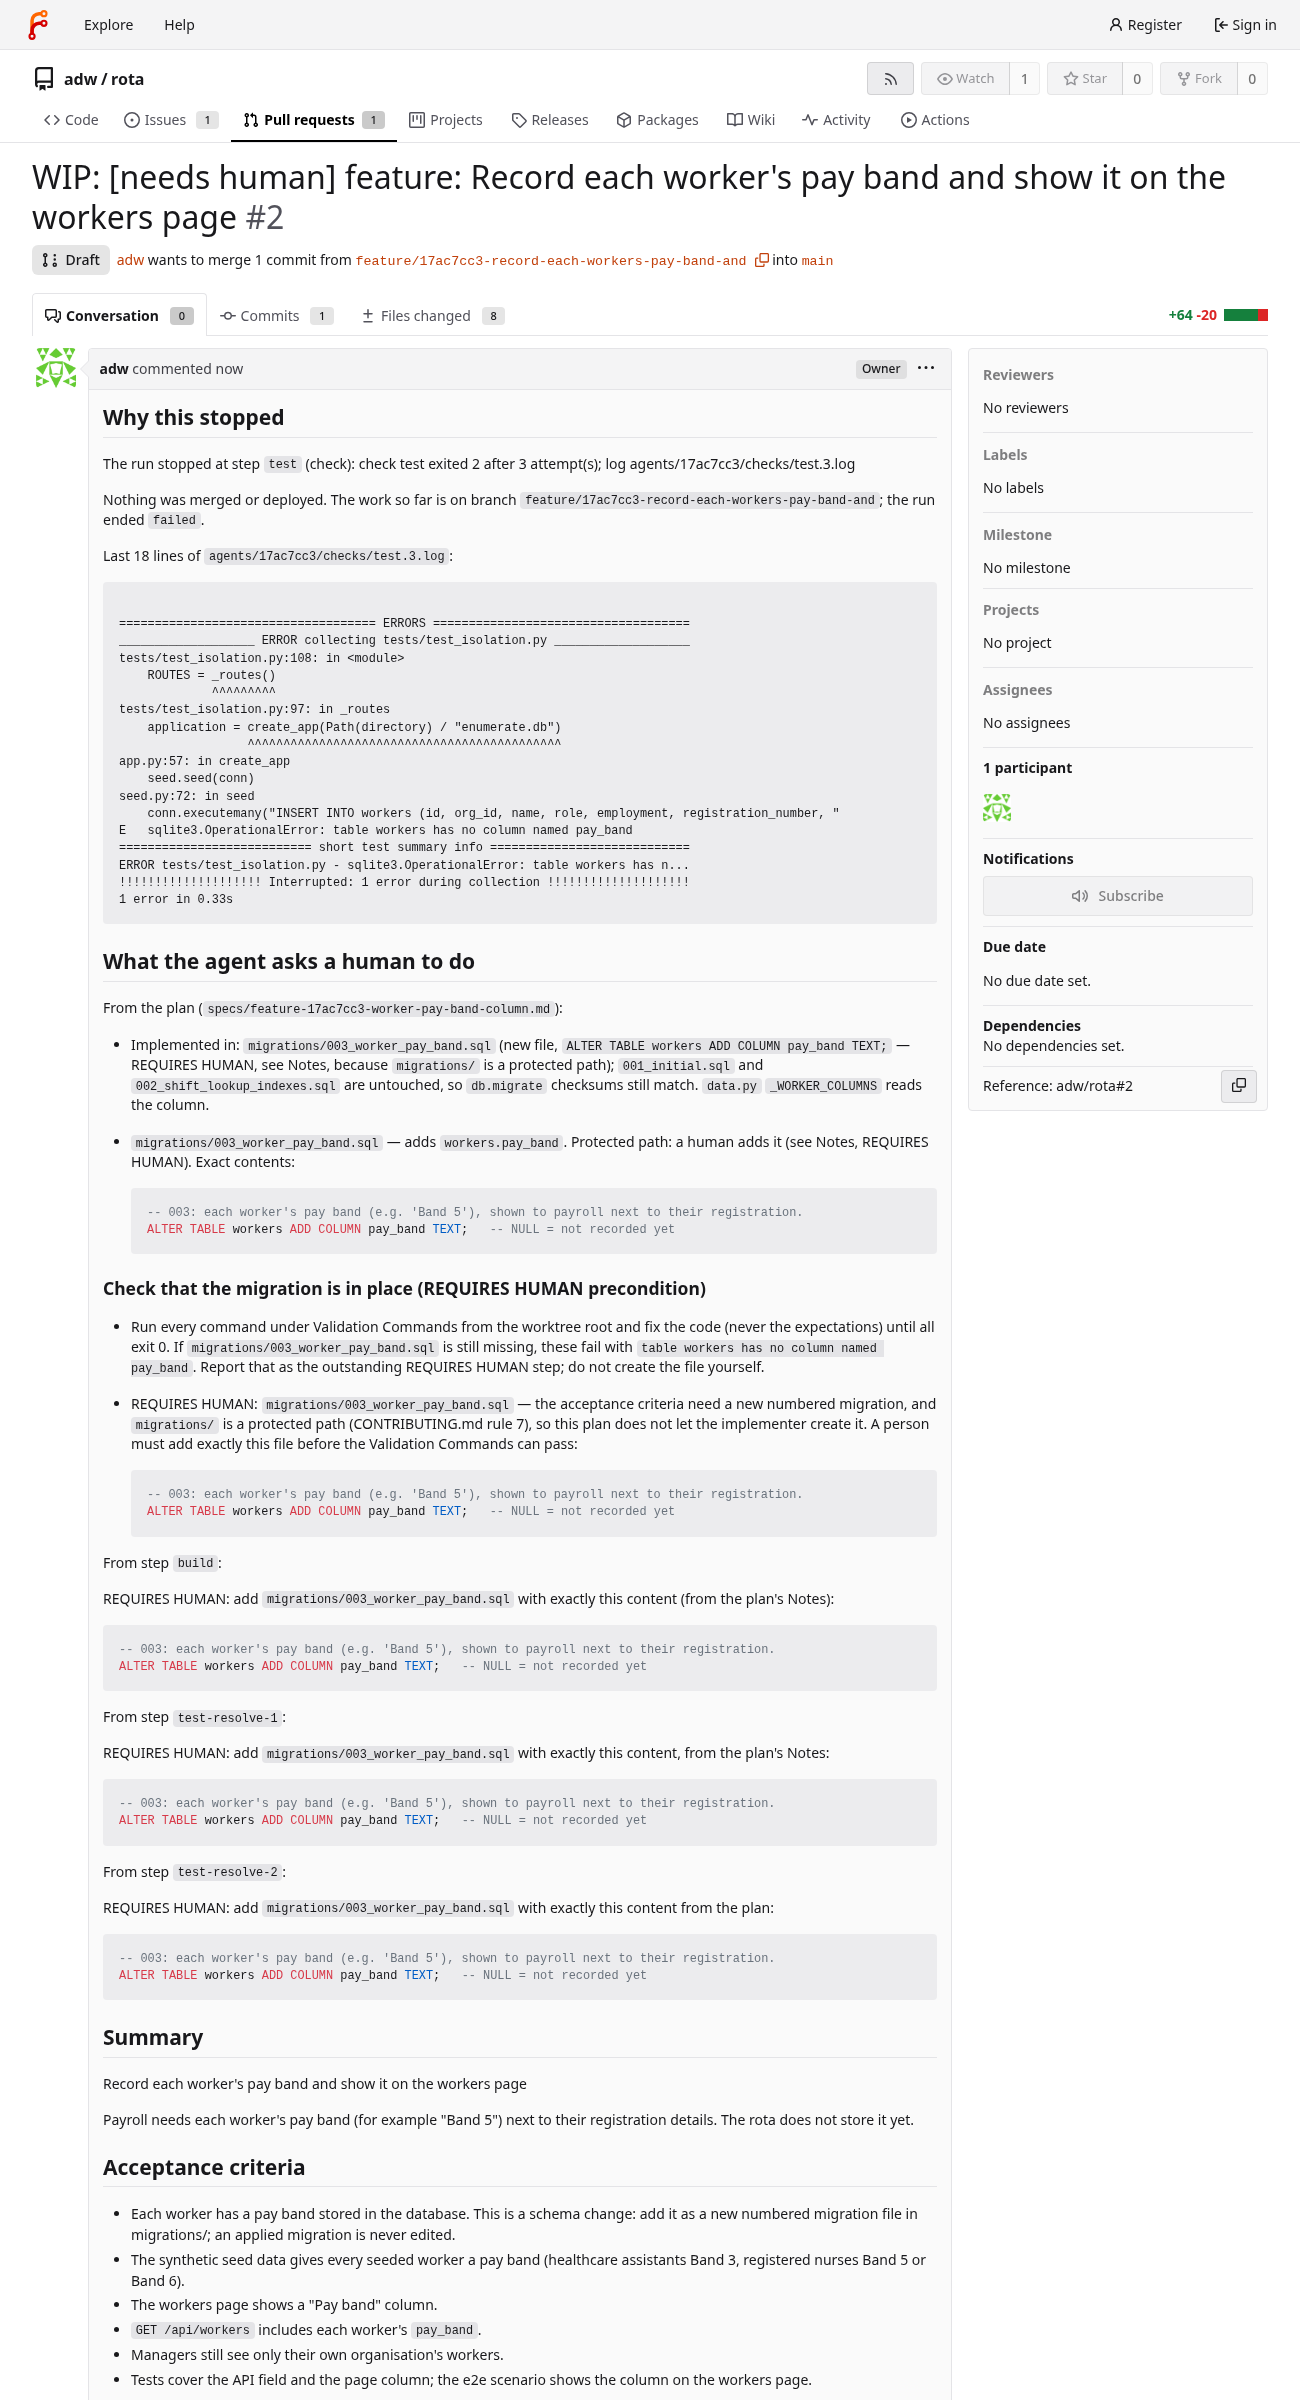 Explore Help Register Sign in
adw / rota Watch 1 Star 0 Fork 0
Code Issues 1 Pull requests 1 Projects Releases Packages Wiki Activity Actions
WIP: [needs human] feature: Record each worker's pay band and show it on the
workers page #2
Draft adw wants to merge 1 commit from feature/17ac7cc3-record-each-workers-pay-band-and into main
Conversation 0 Commits 1 Files changed 8 +64 -20
adw commented now Owner
Why this stopped
The run stopped at step test (check): check test exited 2 after 3 attempt(s); log agents/17ac7cc3/checks/test.3.log
Nothing was merged or deployed. The work so far is on branch feature/17ac7cc3-record-each-workers-pay-band-and; the run
ended failed.
Last 18 lines of agents/17ac7cc3/checks/test.3.log:
==================================== ERRORS ====================================
___________________ ERROR collecting tests/test_isolation.py ___________________
tests/test_isolation.py:108: in <module>
    ROUTES = _routes()
             ^^^^^^^^^
tests/test_isolation.py:97: in _routes
    application = create_app(Path(directory) / "enumerate.db")
                  ^^^^^^^^^^^^^^^^^^^^^^^^^^^^^^^^^^^^^^^^^^^^
app.py:57: in create_app
    seed.seed(conn)
seed.py:72: in seed
    conn.executemany("INSERT INTO workers (id, org_id, name, role, employment, registration_number, "
E   sqlite3.OperationalError: table workers has no column named pay_band
=========================== short test summary info ============================
ERROR tests/test_isolation.py - sqlite3.OperationalError: table workers has n...
!!!!!!!!!!!!!!!!!!!! Interrupted: 1 error during collection !!!!!!!!!!!!!!!!!!!!
1 error in 0.33s
What the agent asks a human to do
From the plan (specs/feature-17ac7cc3-worker-pay-band-column.md):
• Implemented in: migrations/003_worker_pay_band.sql (new file, ALTER TABLE workers ADD COLUMN pay_band TEXT; —
REQUIRES HUMAN, see Notes, because migrations/ is a protected path); 001_initial.sql and
002_shift_lookup_indexes.sql are untouched, so db.migrate checksums still match. data.py _WORKER_COLUMNS reads
the column.
• migrations/003_worker_pay_band.sql — adds workers.pay_band. Protected path: a human adds it (see Notes, REQUIRES
HUMAN). Exact contents:
-- 003: each worker's pay band (e.g. 'Band 5'), shown to payroll next to their registration.
ALTER TABLE workers ADD COLUMN pay_band TEXT;   -- NULL = not recorded yet
Check that the migration is in place (REQUIRES HUMAN precondition)
• Run every command under Validation Commands from the worktree root and fix the code (never the expectations) until all
exit 0. If migrations/003_worker_pay_band.sql is still missing, these fail with table workers has no column named
pay_band. Report that as the outstanding REQUIRES HUMAN step; do not create the file yourself.
• REQUIRES HUMAN: migrations/003_worker_pay_band.sql — the acceptance criteria need a new numbered migration, and
migrations/ is a protected path (CONTRIBUTING.md rule 7), so this plan does not let the implementer create it. A person
must add exactly this file before the Validation Commands can pass:
-- 003: each worker's pay band (e.g. 'Band 5'), shown to payroll next to their registration.
ALTER TABLE workers ADD COLUMN pay_band TEXT;   -- NULL = not recorded yet
From step build:
REQUIRES HUMAN: add migrations/003_worker_pay_band.sql with exactly this content (from the plan's Notes):
-- 003: each worker's pay band (e.g. 'Band 5'), shown to payroll next to their registration.
ALTER TABLE workers ADD COLUMN pay_band TEXT;   -- NULL = not recorded yet
From step test-resolve-1:
REQUIRES HUMAN: add migrations/003_worker_pay_band.sql with exactly this content, from the plan's Notes:
-- 003: each worker's pay band (e.g. 'Band 5'), shown to payroll next to their registration.
ALTER TABLE workers ADD COLUMN pay_band TEXT;   -- NULL = not recorded yet
From step test-resolve-2:
REQUIRES HUMAN: add migrations/003_worker_pay_band.sql with exactly this content from the plan:
-- 003: each worker's pay band (e.g. 'Band 5'), shown to payroll next to their registration.
ALTER TABLE workers ADD COLUMN pay_band TEXT;   -- NULL = not recorded yet
Summary
Record each worker's pay band and show it on the workers page
Payroll needs each worker's pay band (for example "Band 5") next to their registration details. The rota does not store it yet.
Acceptance criteria
• Each worker has a pay band stored in the database. This is a schema change: add it as a new numbered migration file in
migrations/; an applied migration is never edited.
• The synthetic seed data gives every seeded worker a pay band (healthcare assistants Band 3, registered nurses Band 5 or
Band 6).
• The workers page shows a "Pay band" column.
• GET /api/workers includes each worker's pay_band.
• Managers still see only their own organisation's workers.
• Tests cover the API field and the page column; the e2e scenario shows the column on the workers page.
Reviewers
No reviewers
Labels
No labels
Milestone
No milestone
Projects
No project
Assignees
No assignees
1 participant
Notifications
Subscribe
Due date
No due date set.
Dependencies
No dependencies set.
Reference: adw/rota#2